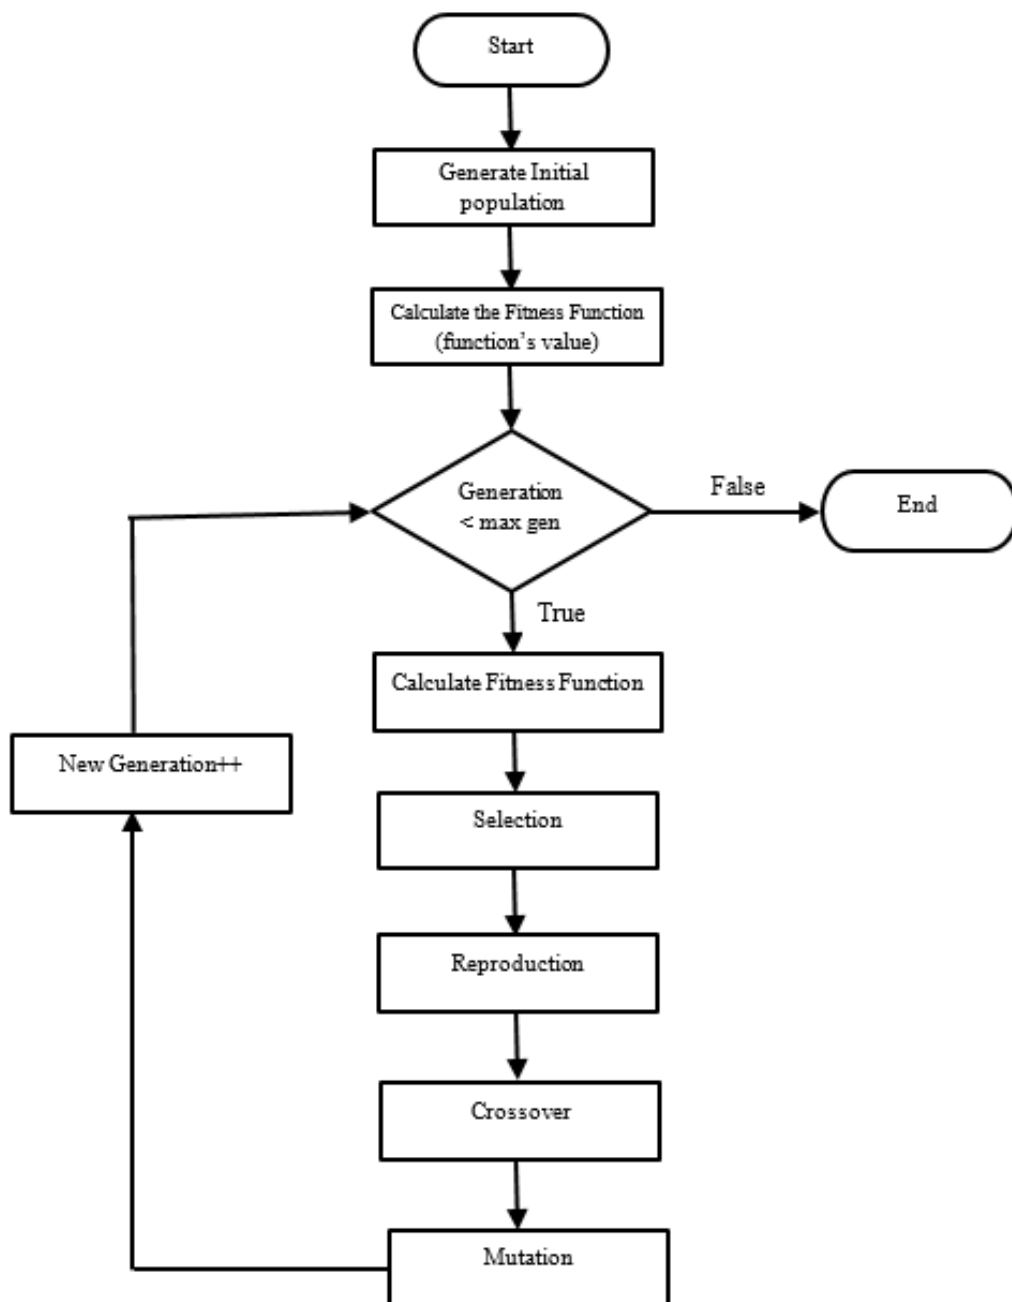 Start
Generate Initial
population
Calculate the Fitness Function
(function's value)
Generation
< max gen
False
End
True
Calculate Fitness Function
New Generation++
Selection
Reproduction
Crossover
Mutation